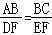 AB/DF = BC/EF